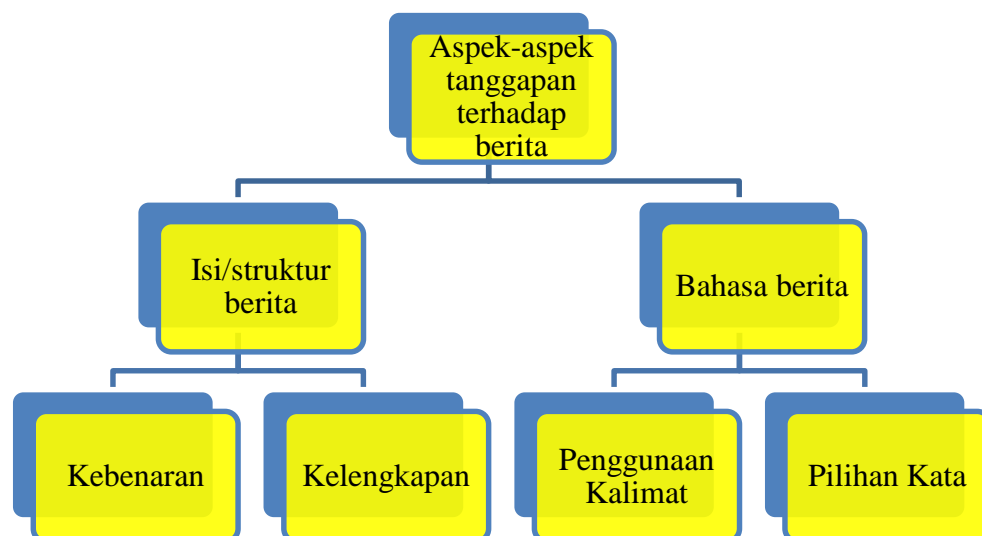 Aspek-aspek
tanggapan
terhadap
berita
Isi/struktur
berita
Bahasa berita
Kebenaran
Kelengkapan
Penggunaan
Kalimat
Pilihan Kata